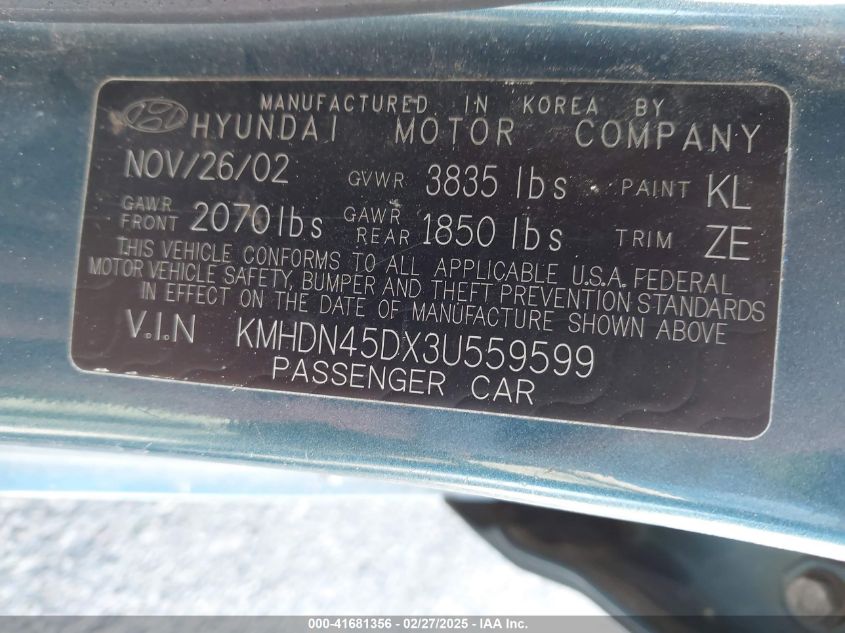 MANUFACTURED IN KOREA BY
HYUNDAI MOTOR COMPANY
NOV/26/02 GVWR 3835 lbs PAINT KL
GAWR FRONT 2070 lbs GAWR REAR 1850 lbs TRIM ZE
THIS VEHICLE CONFORMS TO ALL APPLICABLE U.S.A. FEDERAL
MOTOR VEHICLE SAFETY, BUMPER AND THEFT PREVENTION STANDARDS
IN EFFECT ON THE DATE OF MANUFACTURE SHOWN ABOVE
V.I.N KMHDN45DX3U559599
PASSENGER CAR
000-41681356 - 02/27/2025 - IAA Inc.